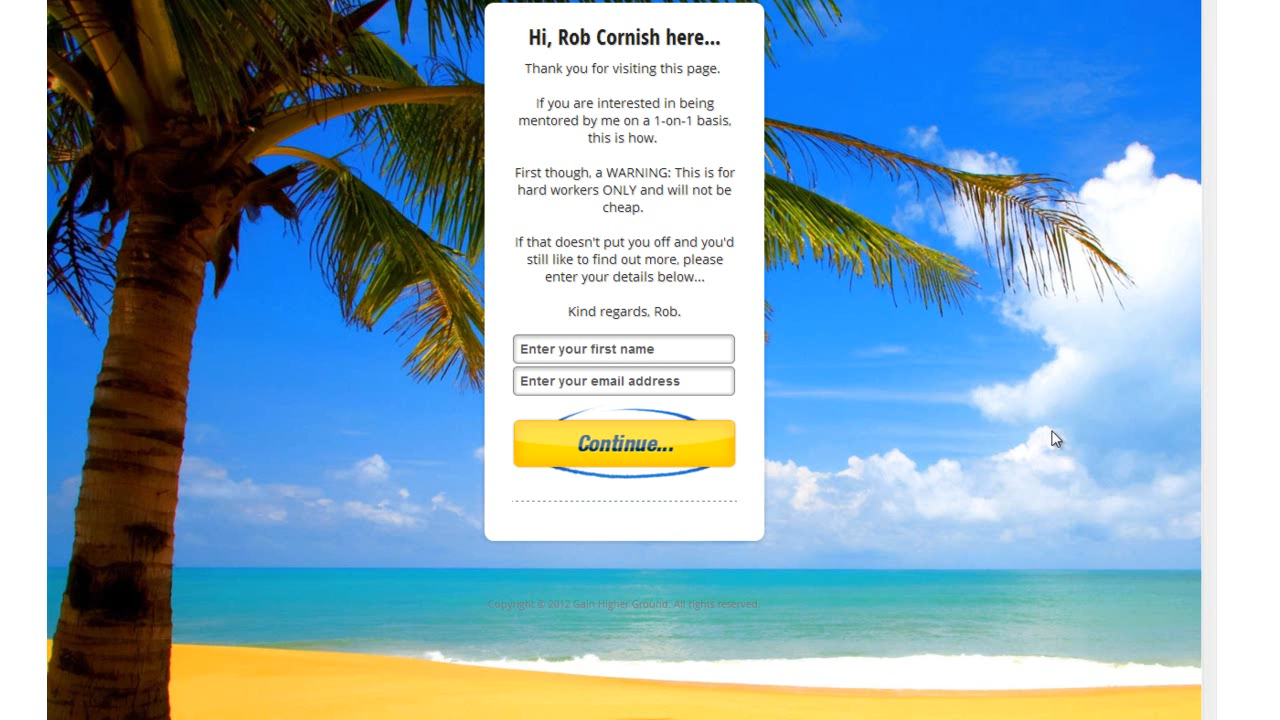 Hi, Rob Cornish here...
Thank you for visiting this page.
If you are interested in being
mentored by me on a 1-on-1 basis,
this is how.
First though, a WARNING: This is for
hard workers ONLY and will not be
cheap.
If that doesn't put you off and you'd
still like to find out more, please
enter your details below...
Kind regards, Rob.
Enter your first name
Enter your email address
Continue...
Copyright © 2012 Gain Higher Ground. All rights reserved.